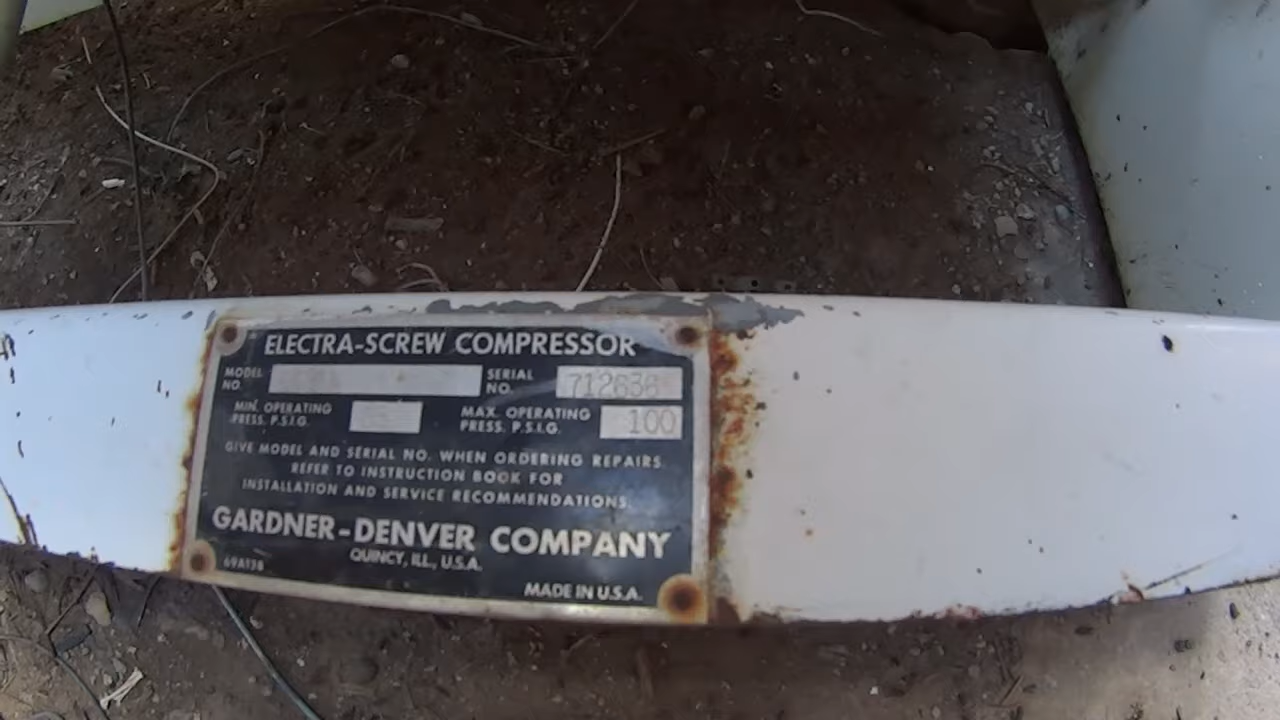 ELECTRA-SCREW COMPRESSOR
MODEL NO. SERIAL NO. 712636
MIN. OPERATING PRESS. P.S.I.G. MAX. OPERATING PRESS. P.S.I.G. 100
GIVE MODEL AND SERIAL NO. WHEN ORDERING REPAIRS
REFER TO INSTRUCTION BOOK FOR
INSTALLATION AND SERVICE RECOMMENDATIONS.
GARDNER-DENVER COMPANY
QUINCY, ILL., U.S.A.
69A138
MADE IN U.S.A.